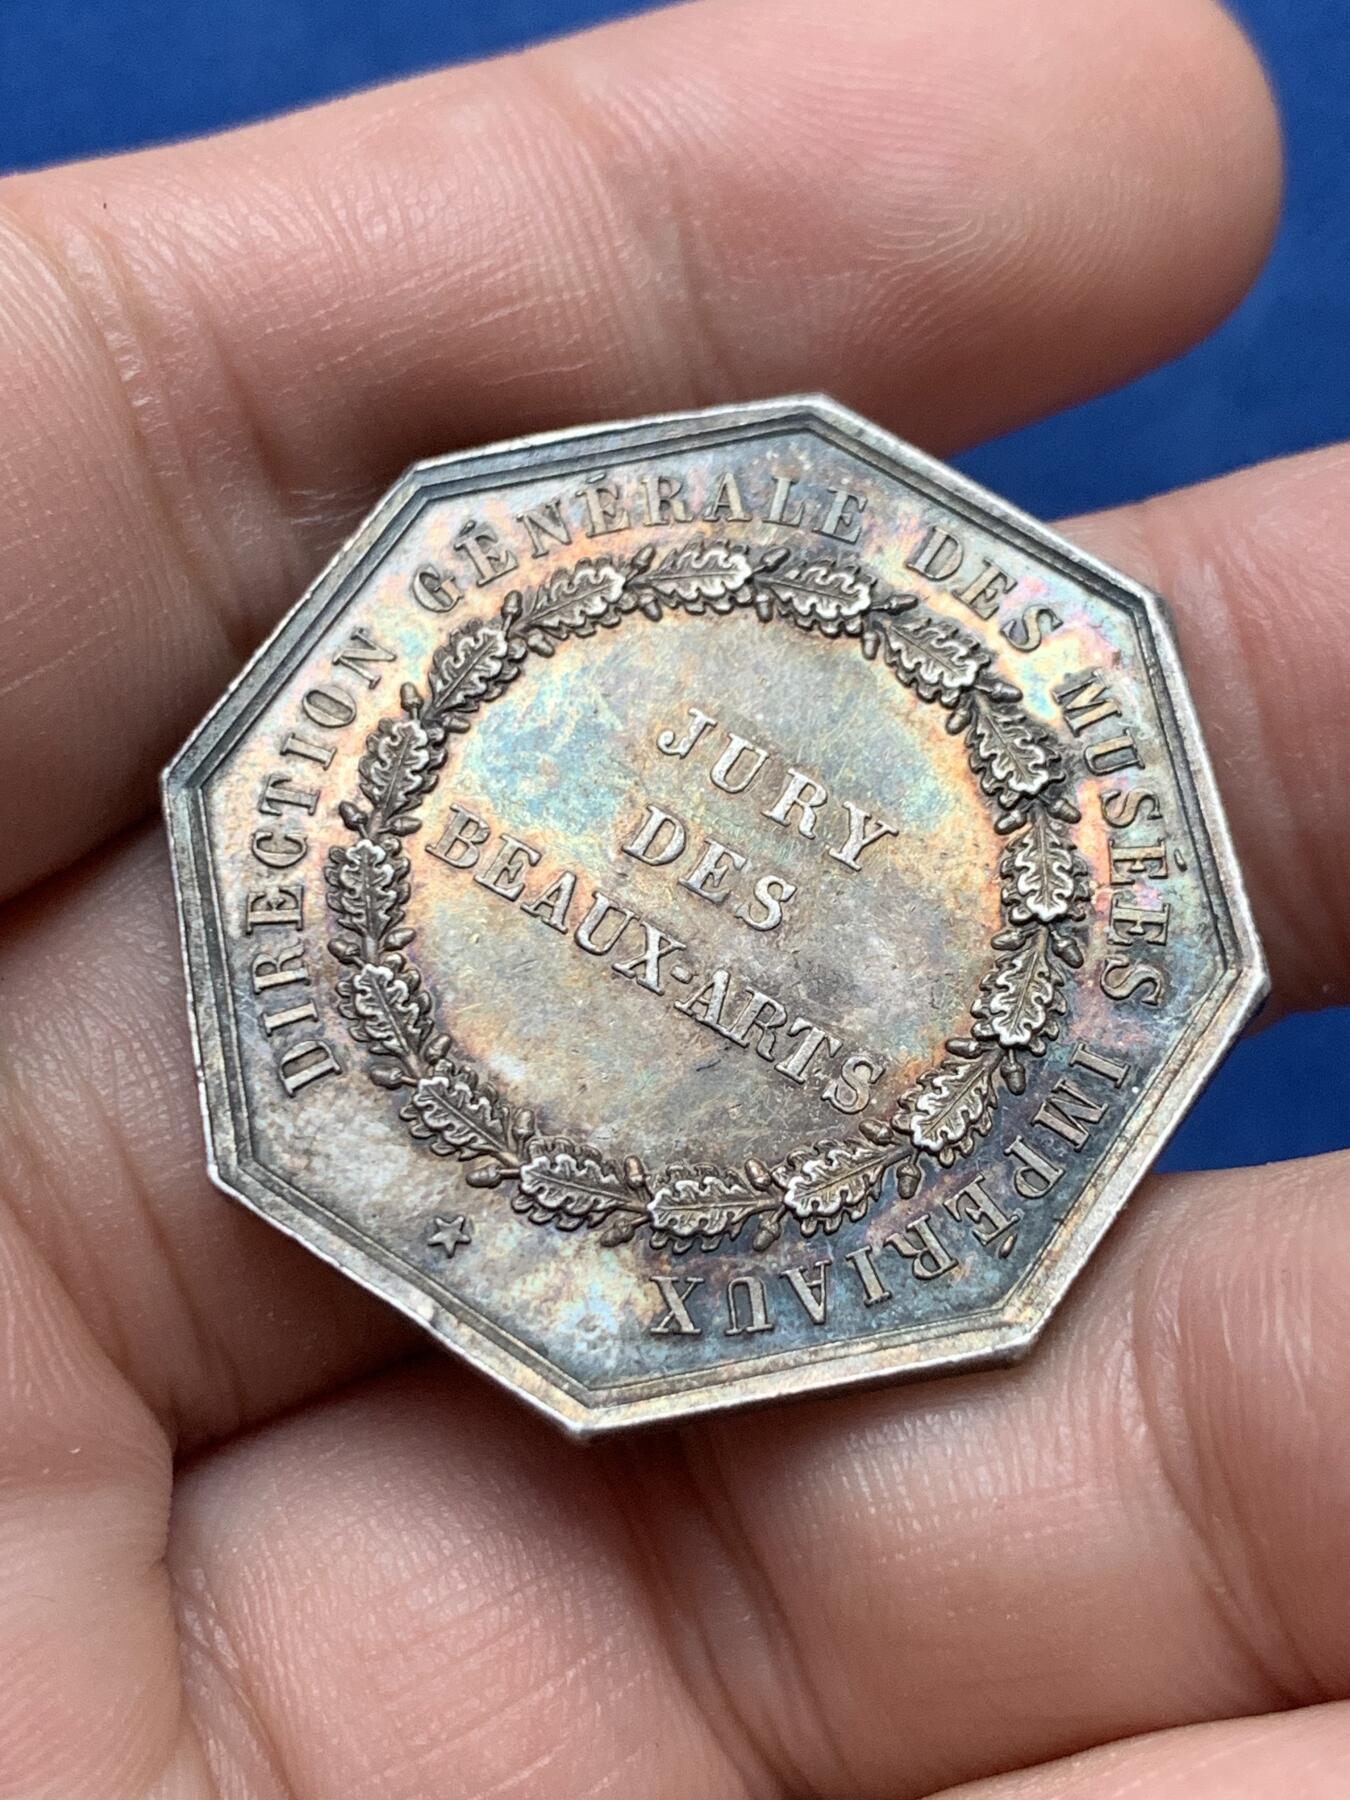 DIRECTION GÉNÉRALE DES MUSÉES IMPÉRIAUX
JURY
DES
BEAUX-ARTS